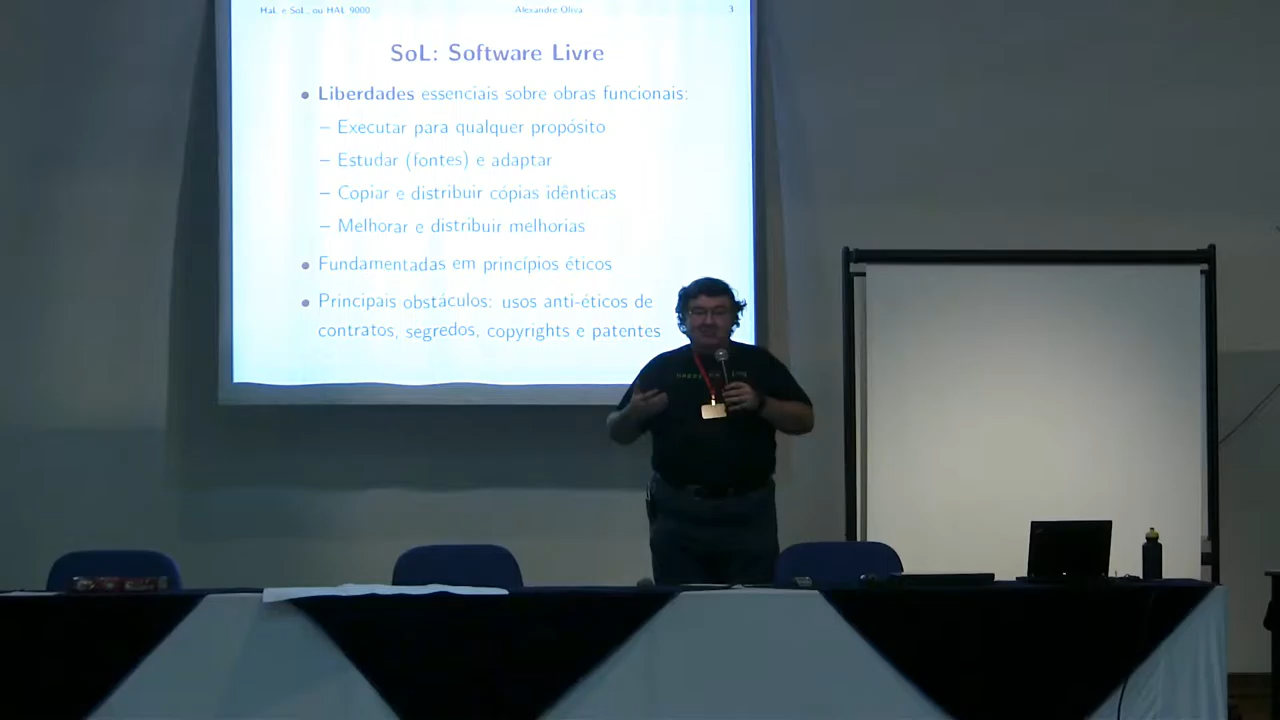 HaL e SoL, ou HAL 9000 Alexandre Oliva 3
SoL: Software Livre
• Liberdades essenciais sobre obras funcionais:
– Executar para qualquer propósito
– Estudar (fontes) e adaptar
– Copiar e distribuir cópias idênticas
– Melhorar e distribuir melhorias
• Fundamentadas em princípios éticos
• Principais obstáculos: usos anti-éticos de
contratos, segredos, copyrights e patentes